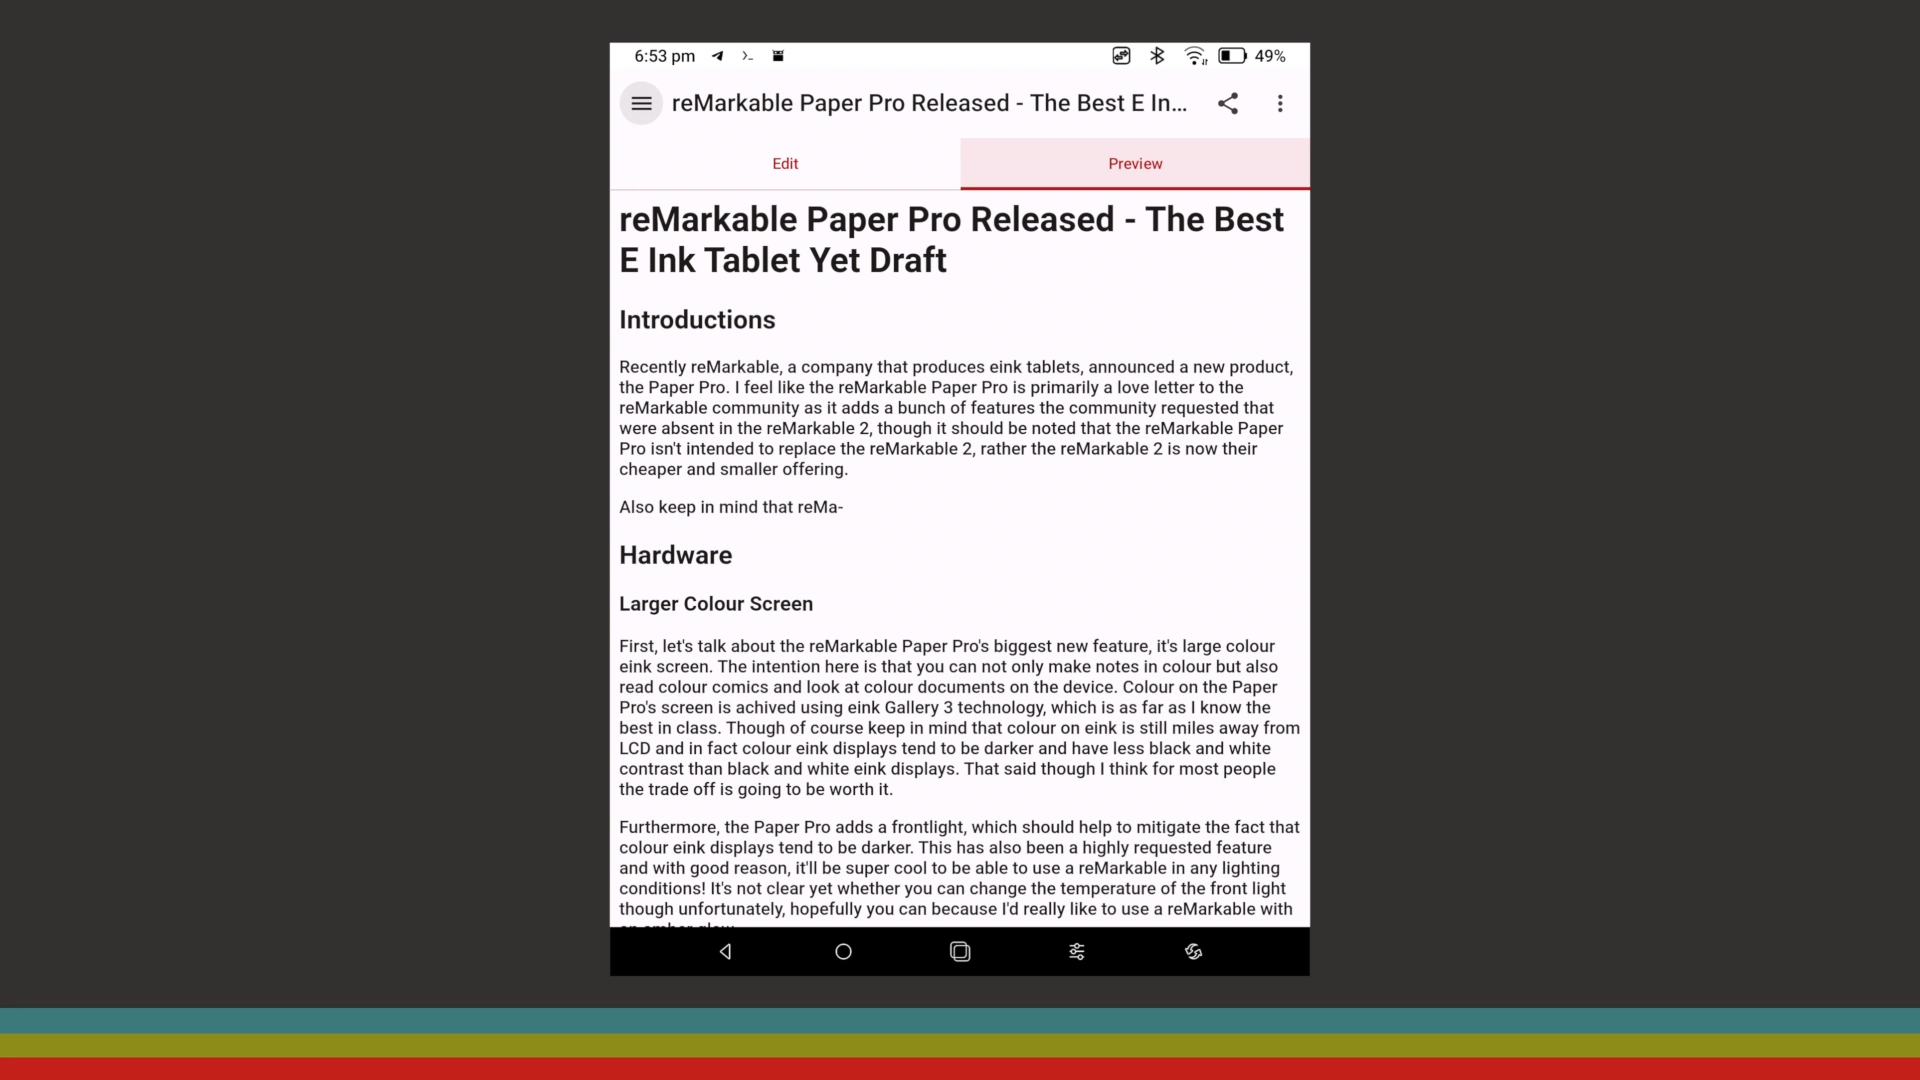 6:53 pm
49%
reMarkable Paper Pro Released - The Best E In...
Edit
Preview
reMarkable Paper Pro Released - The Best
E Ink Tablet Yet Draft
Introductions
Recently reMarkable, a company that produces eink tablets, announced a new product,
the Paper Pro. I feel like the reMarkable Paper Pro is primarily a love letter to the
reMarkable community as it adds a bunch of features the community requested that
were absent in the reMarkable 2, though it should be noted that the reMarkable Paper
Pro isn't intended to replace the reMarkable 2, rather the reMarkable 2 is now their
cheaper and smaller offering.
Also keep in mind that reMa-
Hardware
Larger Colour Screen
First, let's talk about the reMarkable Paper Pro's biggest new feature, it's large colour
eink screen. The intention here is that you can not only make notes in colour but also
read colour comics and look at colour documents on the device. Colour on the Paper
Pro's screen is achived using eink Gallery 3 technology, which is as far as I know the
best in class. Though of course keep in mind that colour on eink is still miles away from
LCD and in fact colour eink displays tend to be darker and have less black and white
contrast than black and white eink displays. That said though I think for most people
the trade off is going to be worth it.
Furthermore, the Paper Pro adds a frontlight, which should help to mitigate the fact that
colour eink displays tend to be darker. This has also been a highly requested feature
and with good reason, it'll be super cool to be able to use a reMarkable in any lighting
conditions! It's not clear yet whether you can change the temperature of the front light
though unfortunately, hopefully you can because I'd really like to use a reMarkable with